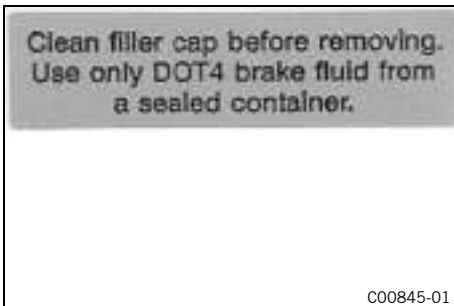 Clean filler cap before removing.
Use only DOT4 brake fluid from
a sealed container.
C00845-01